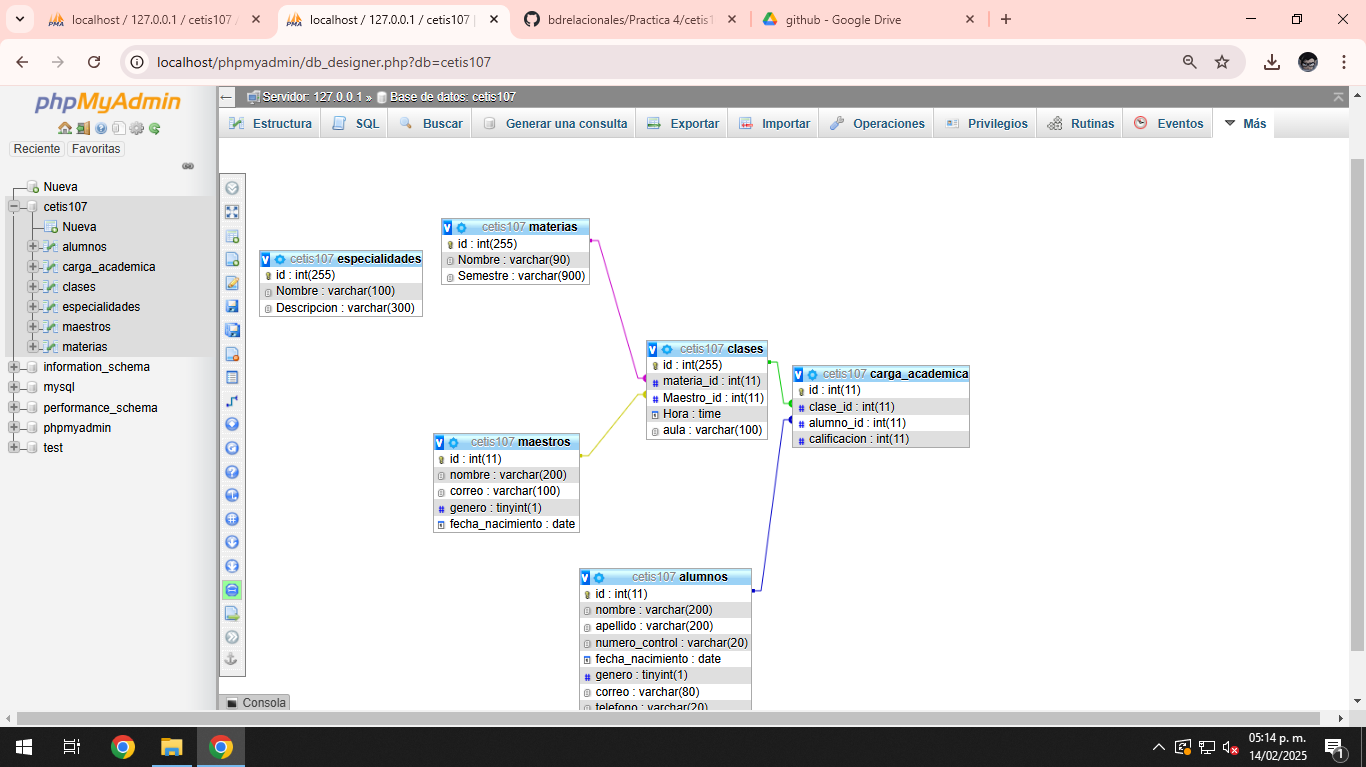 localhost / 127.0.0.1 / cetis107 /
localhost / 127.0.0.1 / cetis107 |
bdrelacionales/Practica 4/cetis1
github - Google Drive
localhost/phpmyadmin/db_designer.php?db=cetis107
phpMyAdmin
Reciente
Favoritas
Nueva
cetis107
Nueva
alumnos
carga_academica
clases
especialidades
maestros
materias
information_schema
mysql
performance_schema
phpmyadmin
test
Servidor: 127.0.0.1 » Base de datos: cetis107
Estructura
SQL
Buscar
Generar una consulta
Exportar
Importar
Operaciones
Privilegios
Rutinas
Eventos
Más
cetis107 materias
id : int(255)
Nombre : varchar(90)
Semestre : varchar(900)
cetis107 especialidades
id : int(255)
Nombre : varchar(100)
Descripcion : varchar(300)
cetis107 clases
id : int(255)
materia_id : int(11)
Maestro_id : int(11)
Hora : time
aula : varchar(100)
cetis107 carga_academica
id : int(11)
clase_id : int(11)
alumno_id : int(11)
calificacion : int(11)
cetis107 maestros
id : int(11)
nombre : varchar(200)
correo : varchar(100)
genero : tinyint(1)
fecha_nacimiento : date
cetis107 alumnos
id : int(11)
nombre : varchar(200)
apellido : varchar(200)
numero_control : varchar(20)
fecha_nacimiento : date
genero : tinyint(1)
correo : varchar(80)
telefono : varchar(20)
Consola
05:14 p. m.
14/02/2025
1